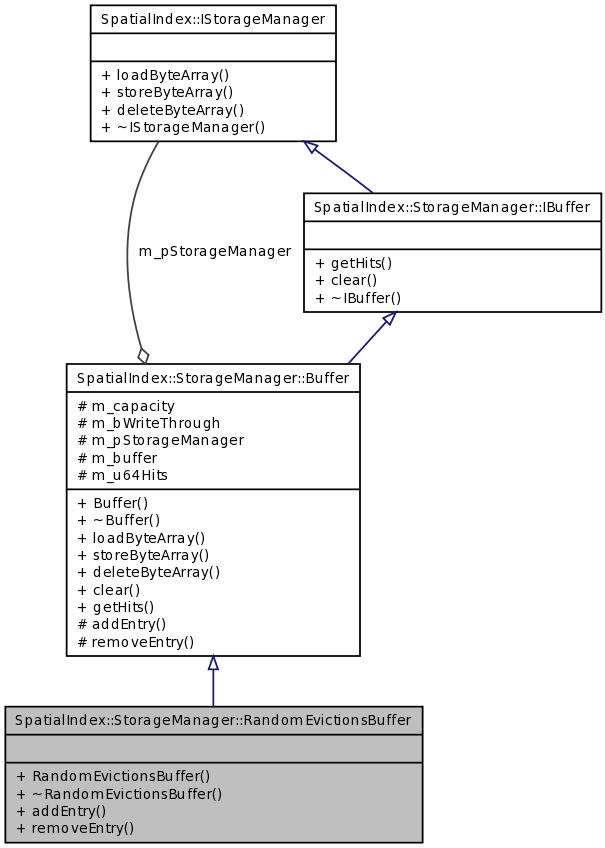 SpatialIndex::IStorageManager
+ loadByteArray()
+ storeByteArray()
+ deleteByteArray()
+ ~IStorageManager()
SpatialIndex::StorageManager::IBuffer
+ getHits()
+ clear()
+ ~IBuffer()
m_pStorageManager
SpatialIndex::StorageManager::Buffer
# m_capacity
# m_bWriteThrough
# m_pStorageManager
# m_buffer
# m_u64Hits
+ Buffer()
+ ~Buffer()
+ loadByteArray()
+ storeByteArray()
+ deleteByteArray()
+ clear()
+ getHits()
# addEntry()
# removeEntry()
SpatialIndex::StorageManager::RandomEvictionsBuffer
+ RandomEvictionsBuffer()
+ ~RandomEvictionsBuffer()
+ addEntry()
+ removeEntry()